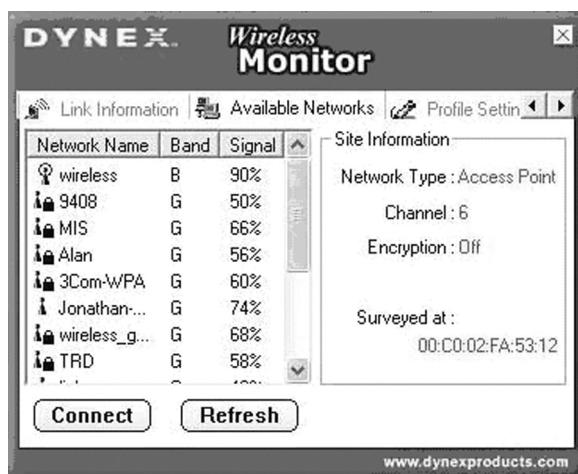 DYNEX
Wireless
Monitor
Link Information
Available Networks
Profile Settin
Network Name Band Signal
wireless B 90%
9408 G 50%
MIS G 66%
Alan G 56%
3Com-WPA G 60%
Jonathan-... G 74%
wireless_g... G 68%
TRD G 58%
Site Information
Network Type : Access Point
Channel : 6
Encryption : Off
Surveyed at :
00:C0:02:FA:53:12
Connect
Refresh
www.dynexproducts.com